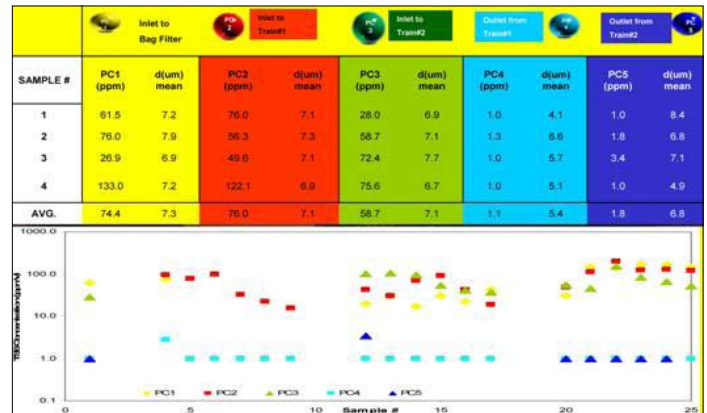 Inlet to Bag Filter
2 Inlet to Train#1
3 Inlet to Train#2
Outlet from Train#1
Outlet from Train#2
SAMPLE # PC1 (ppm) d(um) mean PC2 (ppm) d(um) mean PC3 (ppm) d(um) mean PC4 (ppm) d(um) mean PC5 (ppm) d(um) mean
1 61.5 7.2 76.0 7.1 28.0 6.9 1.0 4.1 1.0 8.4
2 76.0 7.9 56.3 7.3 58.7 7.1 1.3 6.6 1.8 6.8
3 26.9 6.9 49.6 7.1 72.4 7.7 1.0 5.7 3.4 7.1
4 133.0 7.2 122.1 6.9 75.6 6.7 1.0 5.1 1.0 4.9
AVG. 74.4 7.3 76.0 7.1 58.7 7.1 1.1 5.4 1.8 6.8
1000.0
100.0
10.0
1.0
0.1
PC1 PC2 PC3 PC4 PC5
0 5 10 15 20 25
Sample #